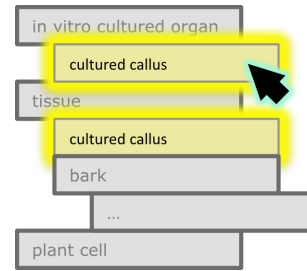 in vitro cultured organ
cultured callus
tissue
cultured callus
bark
...
plant cell